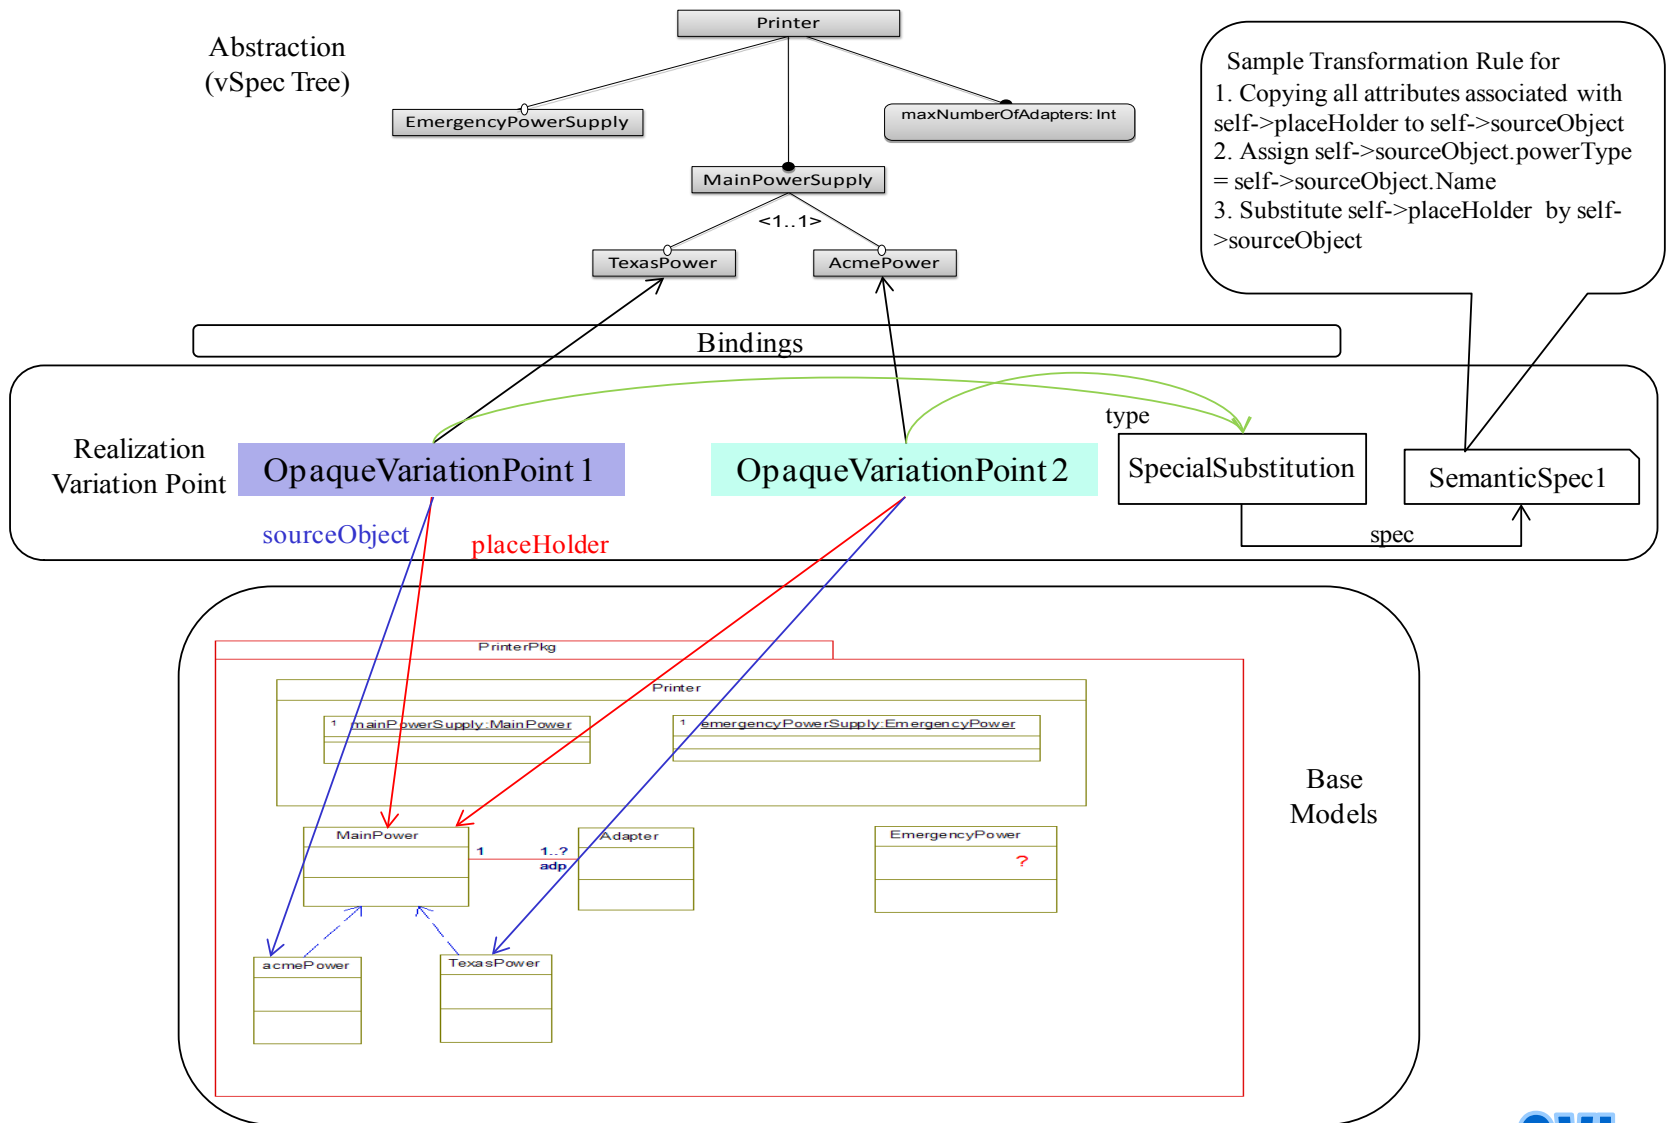 Printer
Abstraction
(vSpec Tree)
EmergencyPowerSupply
maxNumberOfAdapters: Int
MainPowerSupply
<1..1>
TexasPower
AcmePower
Sample Transformation Rule for
1. Copying all attributes associated with
self->placeHolder to self->sourceObject
2. Assign self->sourceObject.powerType
= self->sourceObject.Name
3. Substitute self->placeHolder by self-
>sourceObject
Bindings
Realization
Variation Point
OpaqueVariationPoint1
OpaqueVariationPoint2
type
SpecialSubstitution
SemanticSpec1
spec
sourceObject
placeHolder
PrinterPkg
Printer
1 mainPowerSupply:MainPower
1 emergencyPowerSupply:EmergencyPower
Base
Models
MainPower
1
1..?
adp
Adapter
EmergencyPower
?
acmePower
TexasPower